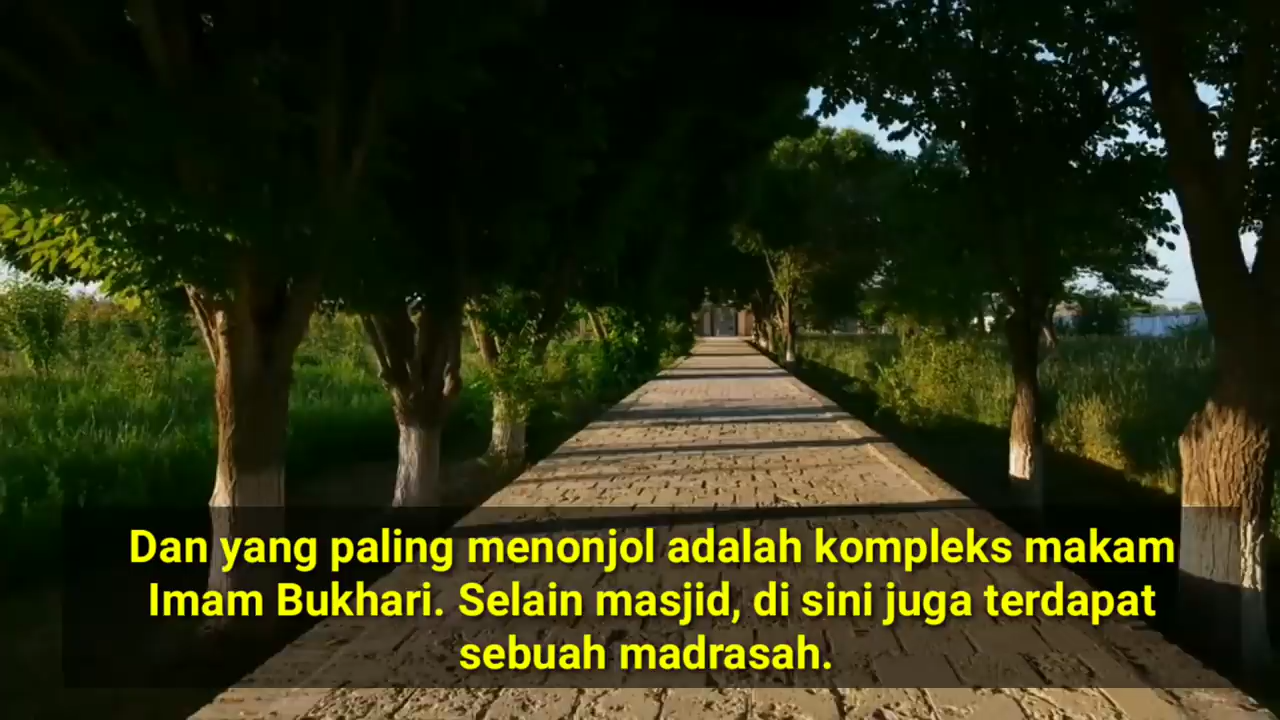 Dan yang paling menonjol adalah kompleks makam
Imam Bukhari. Selain masjid, di sini juga terdapat
sebuah madrasah.